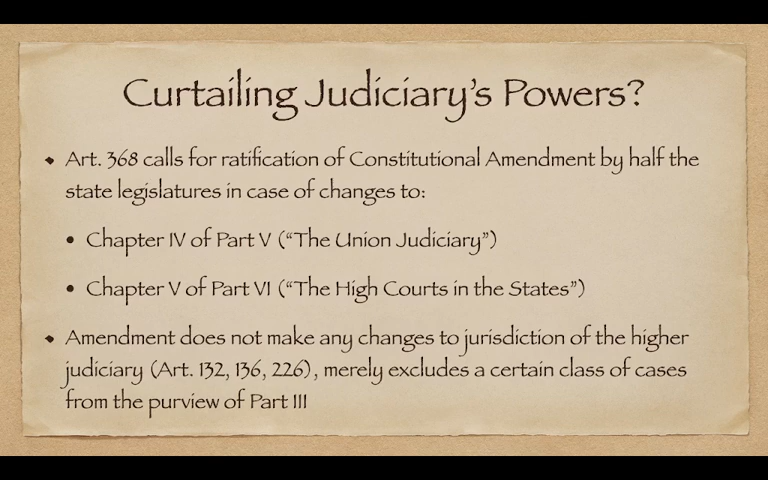 Curtailing Judiciary's Powers?
Art. 368 calls for ratification of Constitutional Amendment by half the
state legislatures in case of changes to:
Chapter IV of Part V (“The Union Judiciary”)
Chapter V of Part VI (“The High Courts in the States”)
Amendment does not make any changes to jurisdiction of the higher
judiciary (Art. 132, 136, 226), merely excludes a certain class of cases
from the purview of Part III